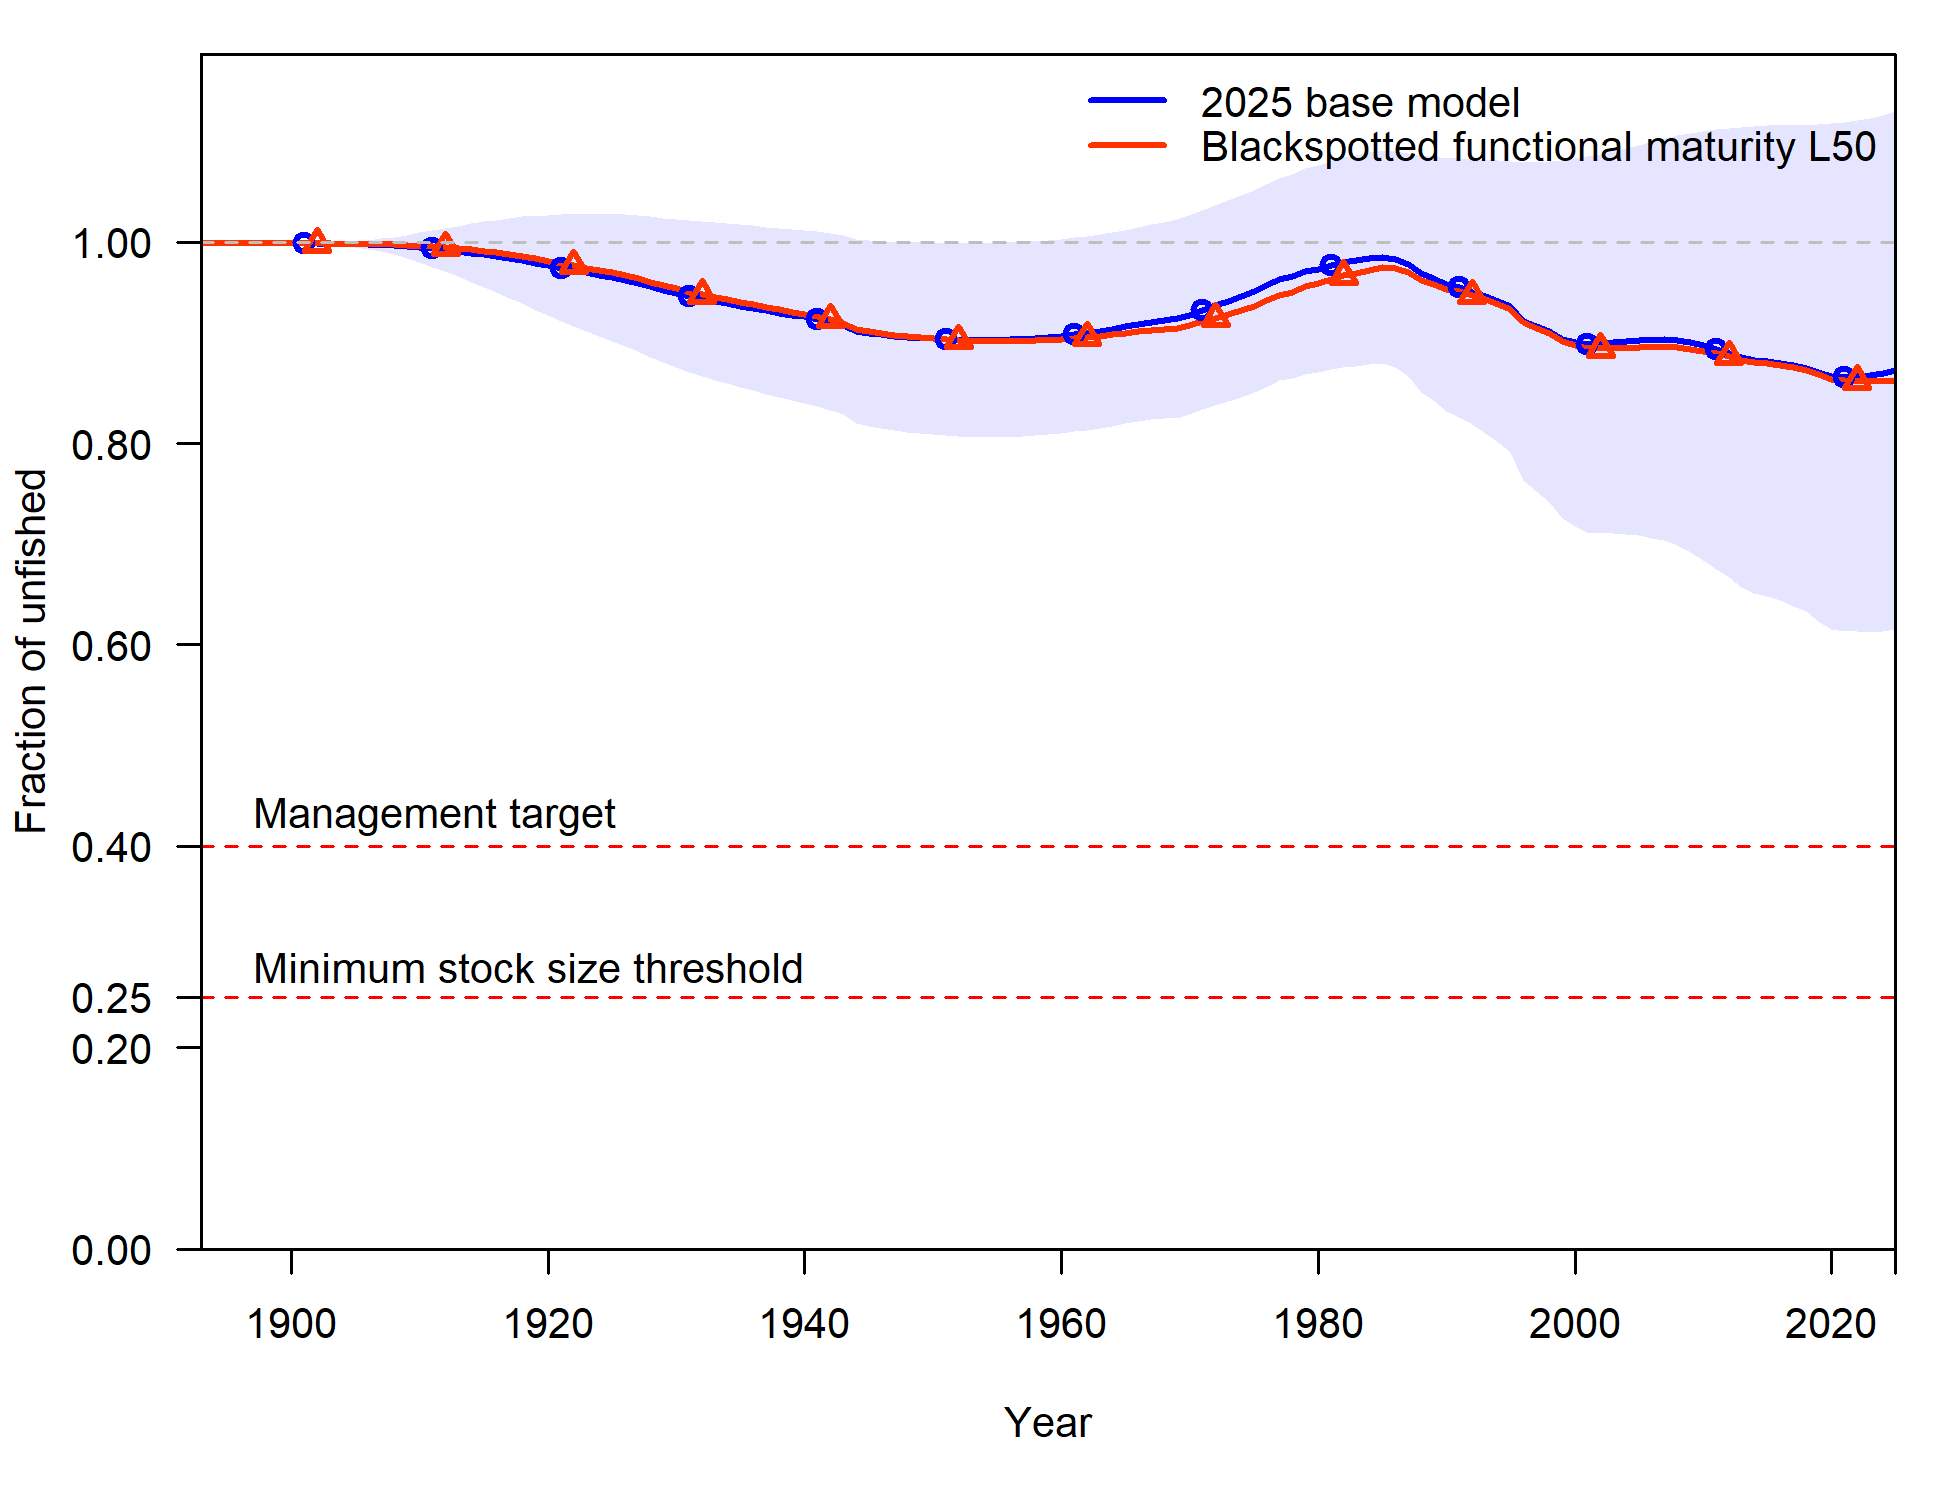 2025 base model
Blackspotted functional maturity L50
1.00
0.80
0.60
Management target
0.40
Minimum stock size threshold
0.25
0.20
0.00
Fraction of unfished
1900 1920 1940 1960 1980 2000 2020
Year